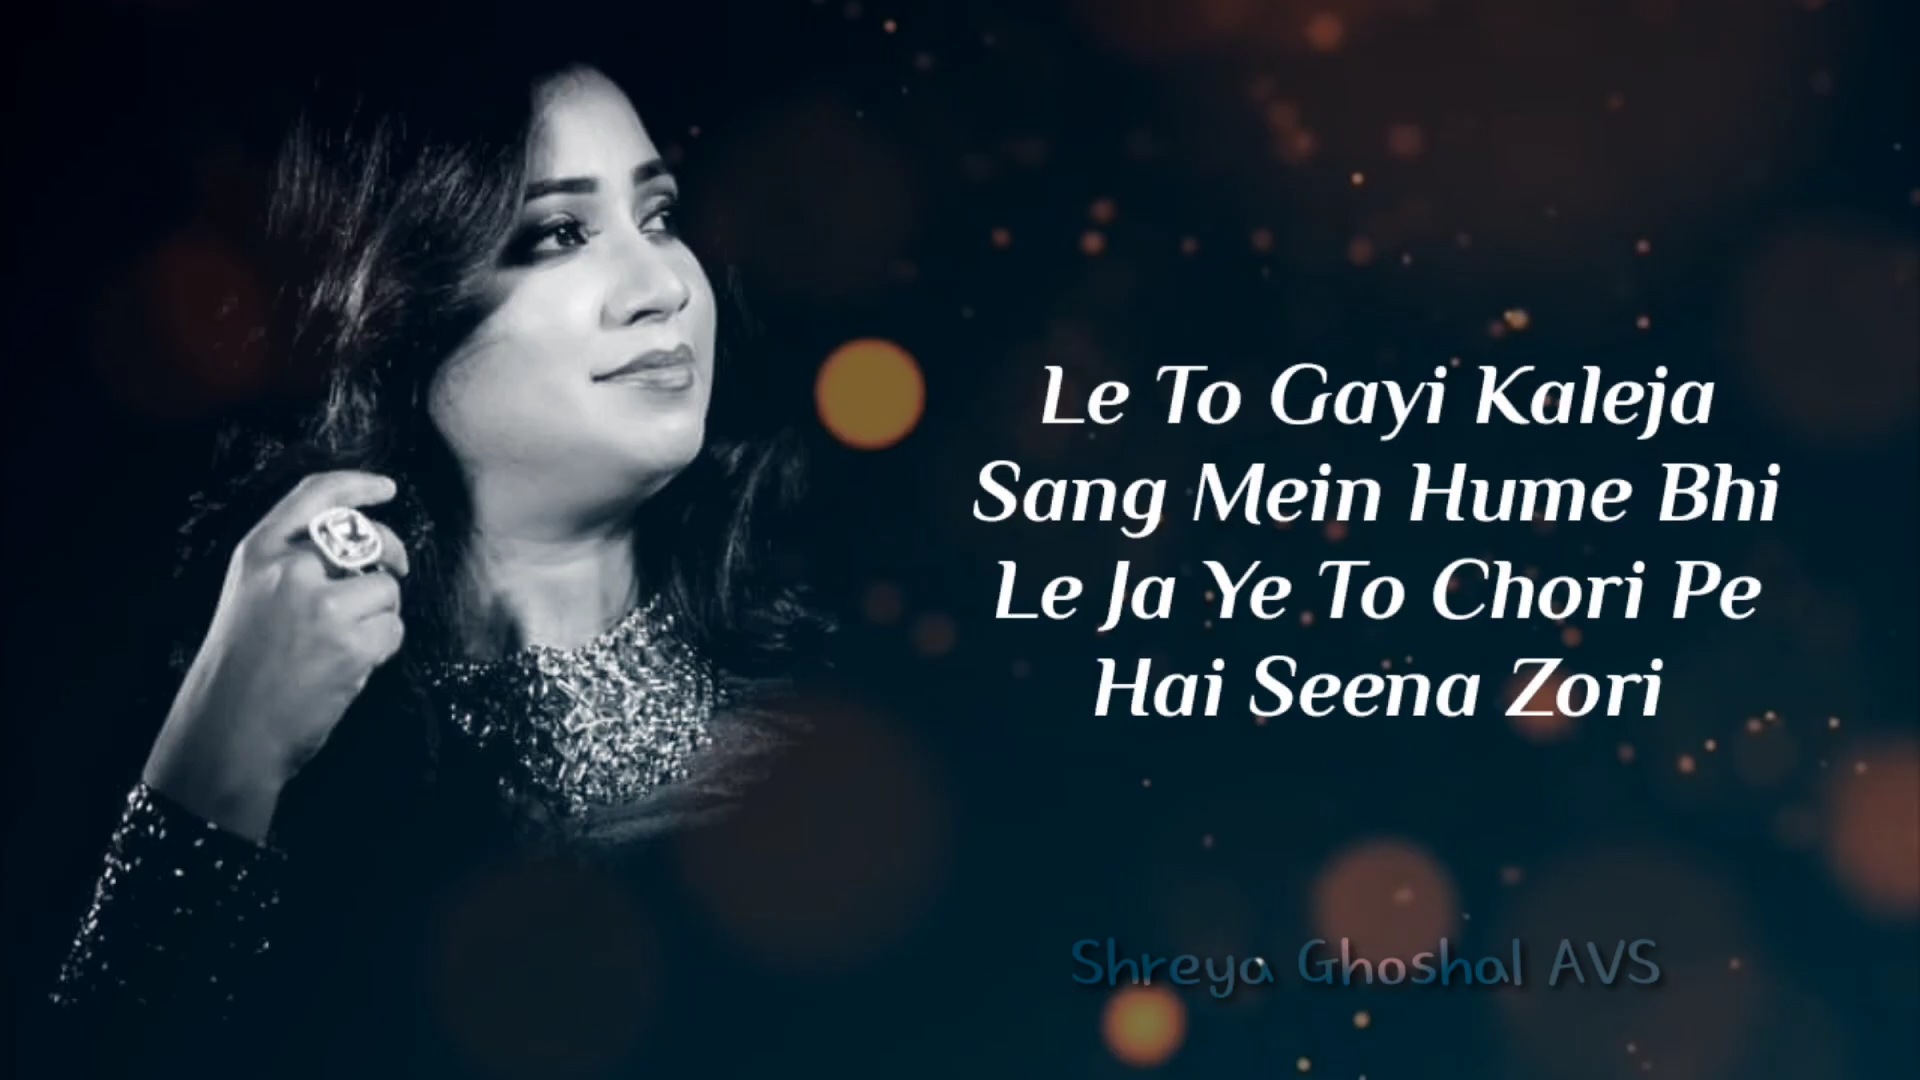 Le To Gayi Kaleja
Sang Mein Hume Bhi
Le Ja Ye To Chori Pe
Hai Seena Zori
Shreya Ghoshal AVS